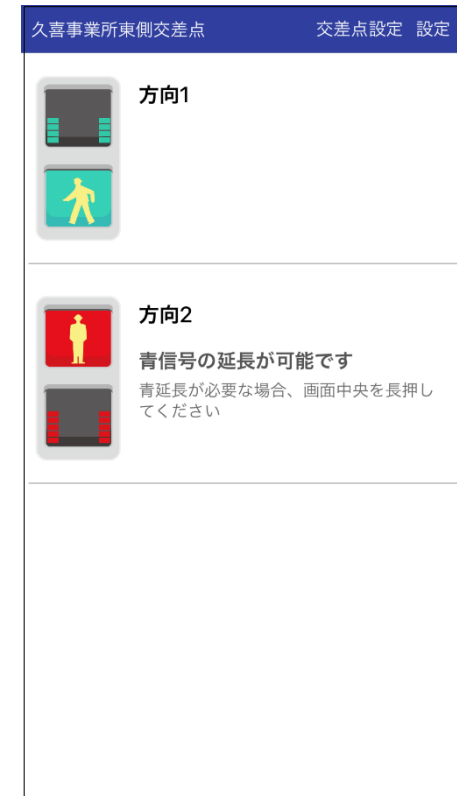 久喜事業所東側交差点 交差点設定 設定
方向1
方向2
青信号の延長が可能です
青延長が必要な場合、画面中央を長押し
てください